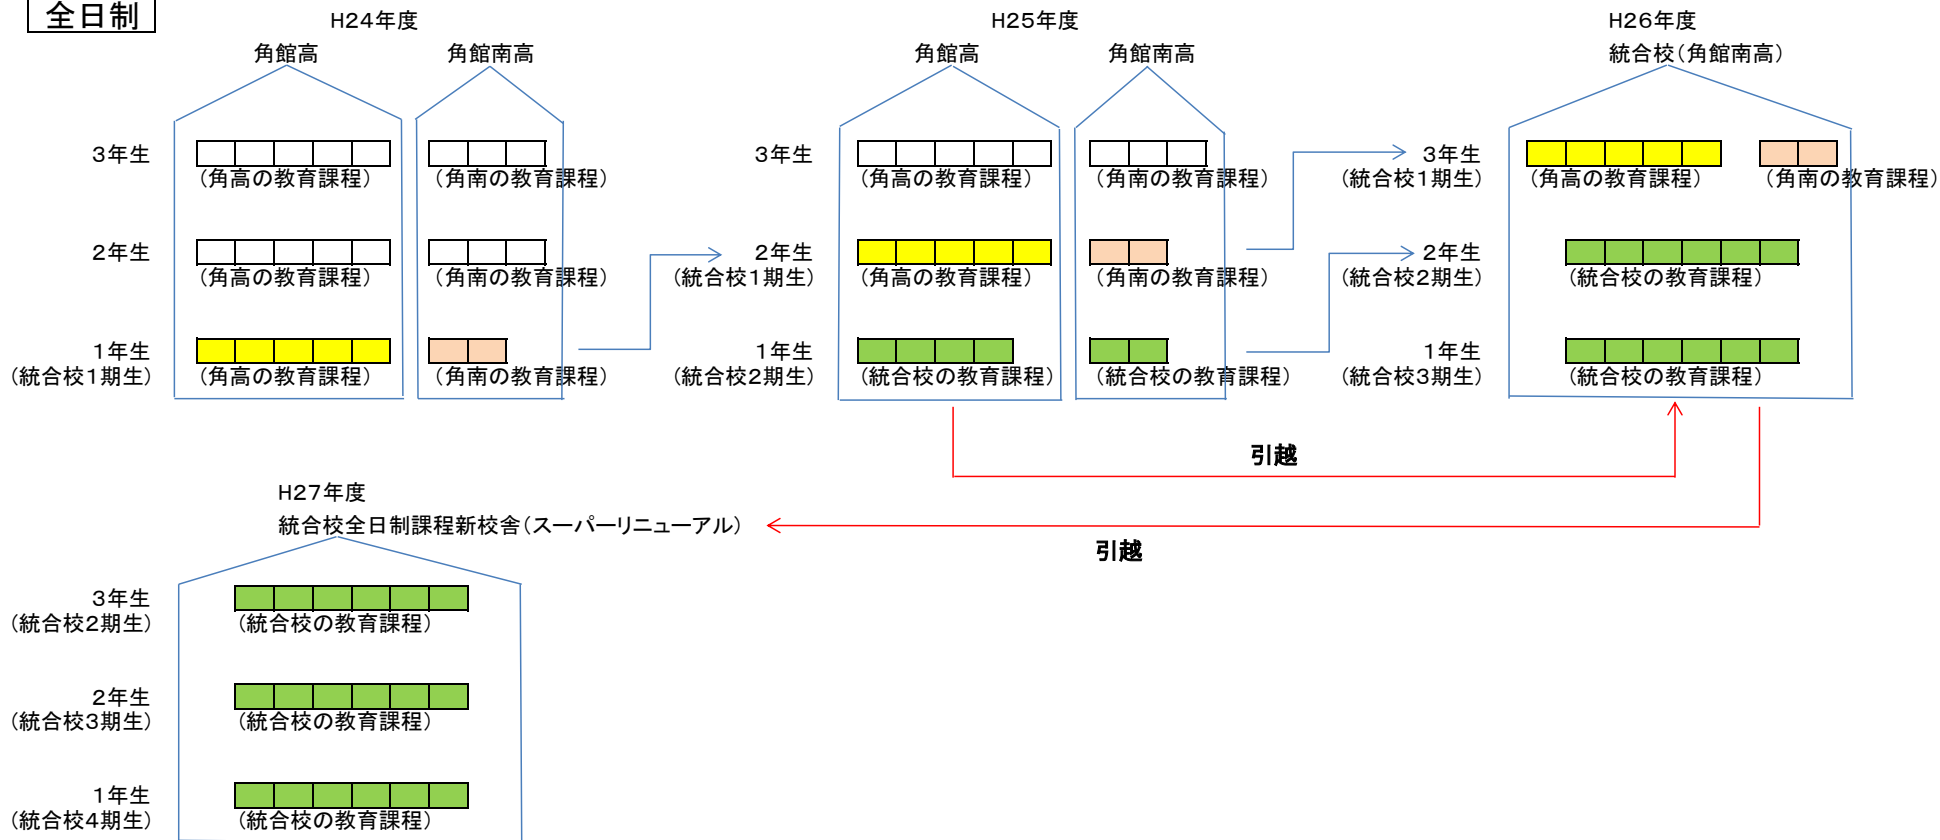 全日制
H24年度
H25年度
H26年度
角館高
角館南高
角館高
角館南高
統合校(角館南高)
3年生
(角高の教育課程)
(角南の教育課程)
3年生
(角高の教育課程)
(角南の教育課程)
3年生
(統合校1期生)
(角高の教育課程)
(角南の教育課程)
2年生
(角高の教育課程)
(角南の教育課程)
2年生
(統合校1期生)
(角高の教育課程)
(角南の教育課程)
2年生
(統合校2期生)
(統合校の教育課程)
1年生
(統合校1期生)
(角高の教育課程)
(角南の教育課程)
1年生
(統合校2期生)
(統合校の教育課程)
(統合校の教育課程)
1年生
(統合校3期生)
(統合校の教育課程)
引越
H27年度
統合校全日制課程新校舎(スーパーリニューアル)
引越
3年生
(統合校2期生)
(統合校の教育課程)
2年生
(統合校3期生)
(統合校の教育課程)
1年生
(統合校4期生)
(統合校の教育課程)